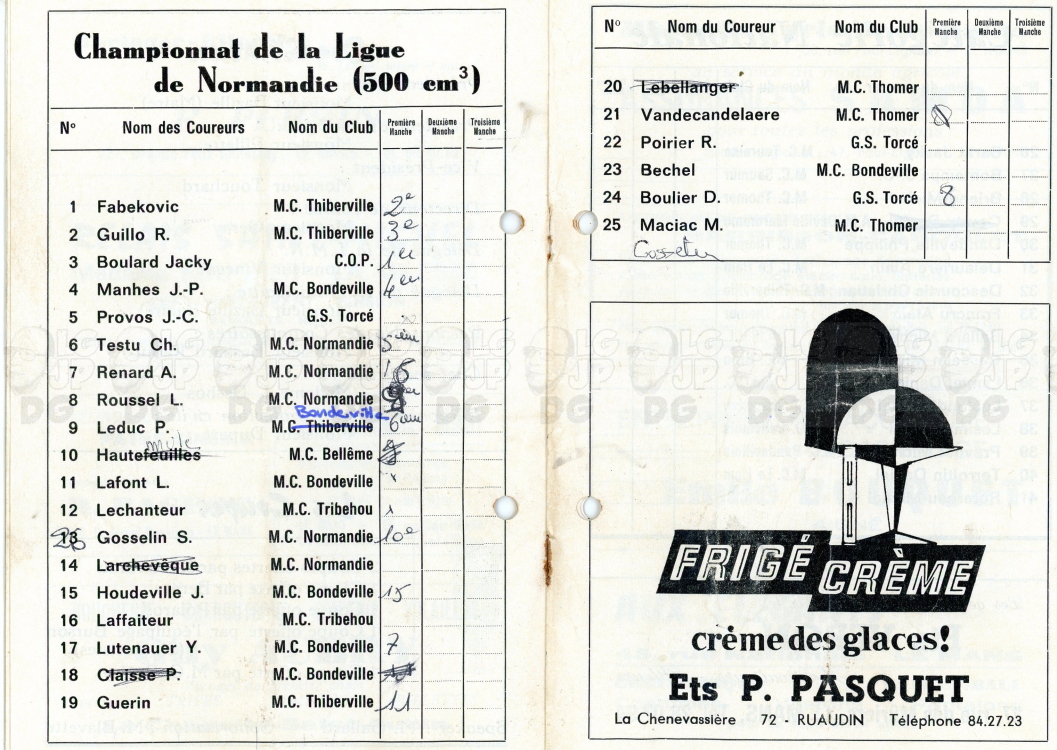 Championnat de la Ligue
de Normandie (500 cm³)
N° Nom des Coureurs Nom du Club Première Manche Deuxième Manche Troisième Manche
1 Fabekovic M.C. Thiberville 2e
2 Guillo R. M.C. Thiberville 3e
3 Boulard Jacky C.O.P. 1er
4 Manhes J.-P. M.C. Bondeville 4eu
5 Provos J.-C. G.S. Torcé
6 Testu Ch. M.C. Normandie 5ieu
7 Renard A. M.C. Normandie
8 Roussel L. M.C. Normandie
Bondeville
9 Leduc P. M.C. Thiberville 6ieu
10 Hautefeuilles M.C. Bellême
11 Lafont L. M.C. Bondeville
12 Lechanteur M.C. Tribehou
13 Gosselin S. M.C. Normandie 10e
14 Larchevêque M.C. Normandie
15 Houdeville J. M.C. Bondeville 15
16 Laffaiteur M.C. Tribehou
17 Lutenauer Y. M.C. Bondeville 7
18 Claisse P. M.C. Bondeville
19 Guerin M.C. Thiberville 11
N° Nom du Coureur Nom du Club Première Manche Deuxième Manche Troisième Manche
20 Lebellanger M.C. Thomer
21 Vandecandelaere M.C. Thomer
22 Poirier R. G.S. Torcé
23 Bechel M.C. Bondeville
24 Boulier D. G.S. Torcé 8
25 Maciac M. M.C. Thomer
FRIGÉ
CRÈME
crème des glaces!
Ets P. PASQUET
La Chenevassière 72 - RUAUDIN Téléphone 84.27.23
LG JP DG